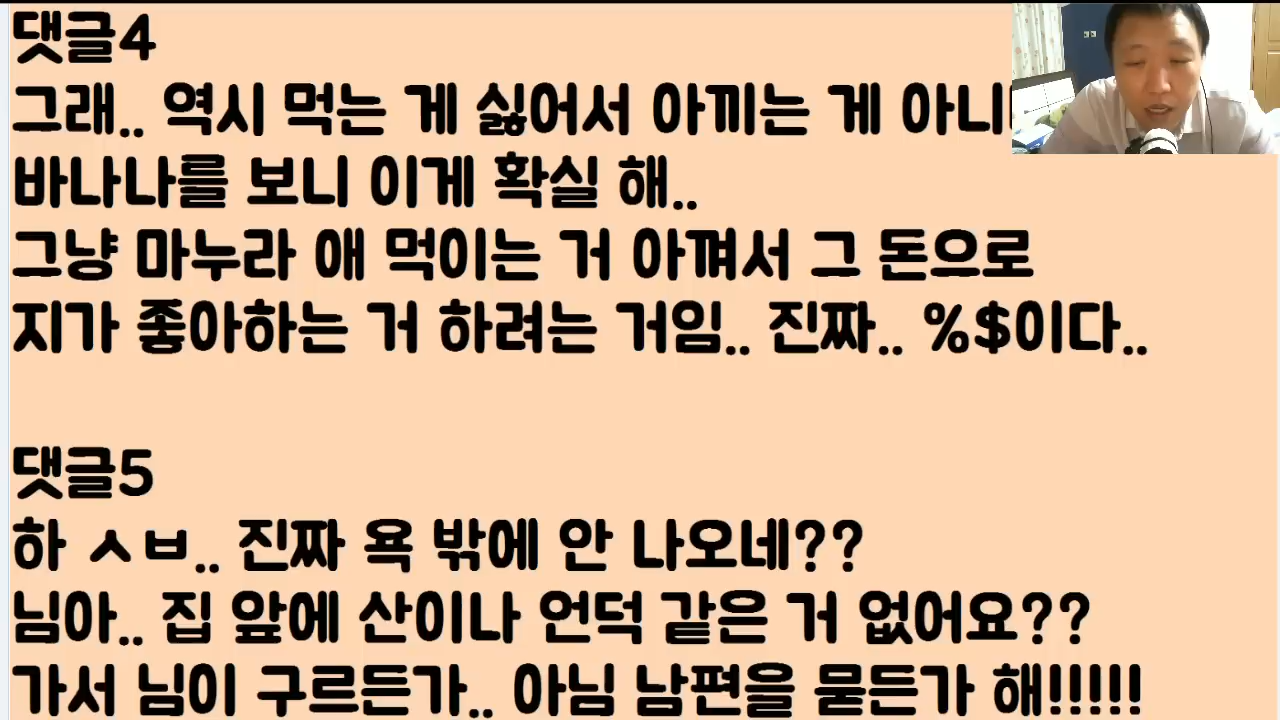 댓글4
그래.. 역시 먹는 게 싫어서 아끼는 게 아니
바나나를 보니 이게 확실 해..
그냥 마누라 애 먹이는 거 아껴서 그 돈으로
지가 좋아하는 거 하려는 거임.. 진짜.. %$이다..
댓글5
하 ㅅㅂ.. 진짜 욕 밖에 안 나오네??
님아.. 집 앞에 산이나 언덕 같은 거 없어요??
가서 님이 구르든가.. 아님 남편을 묻든가 해!!!!!